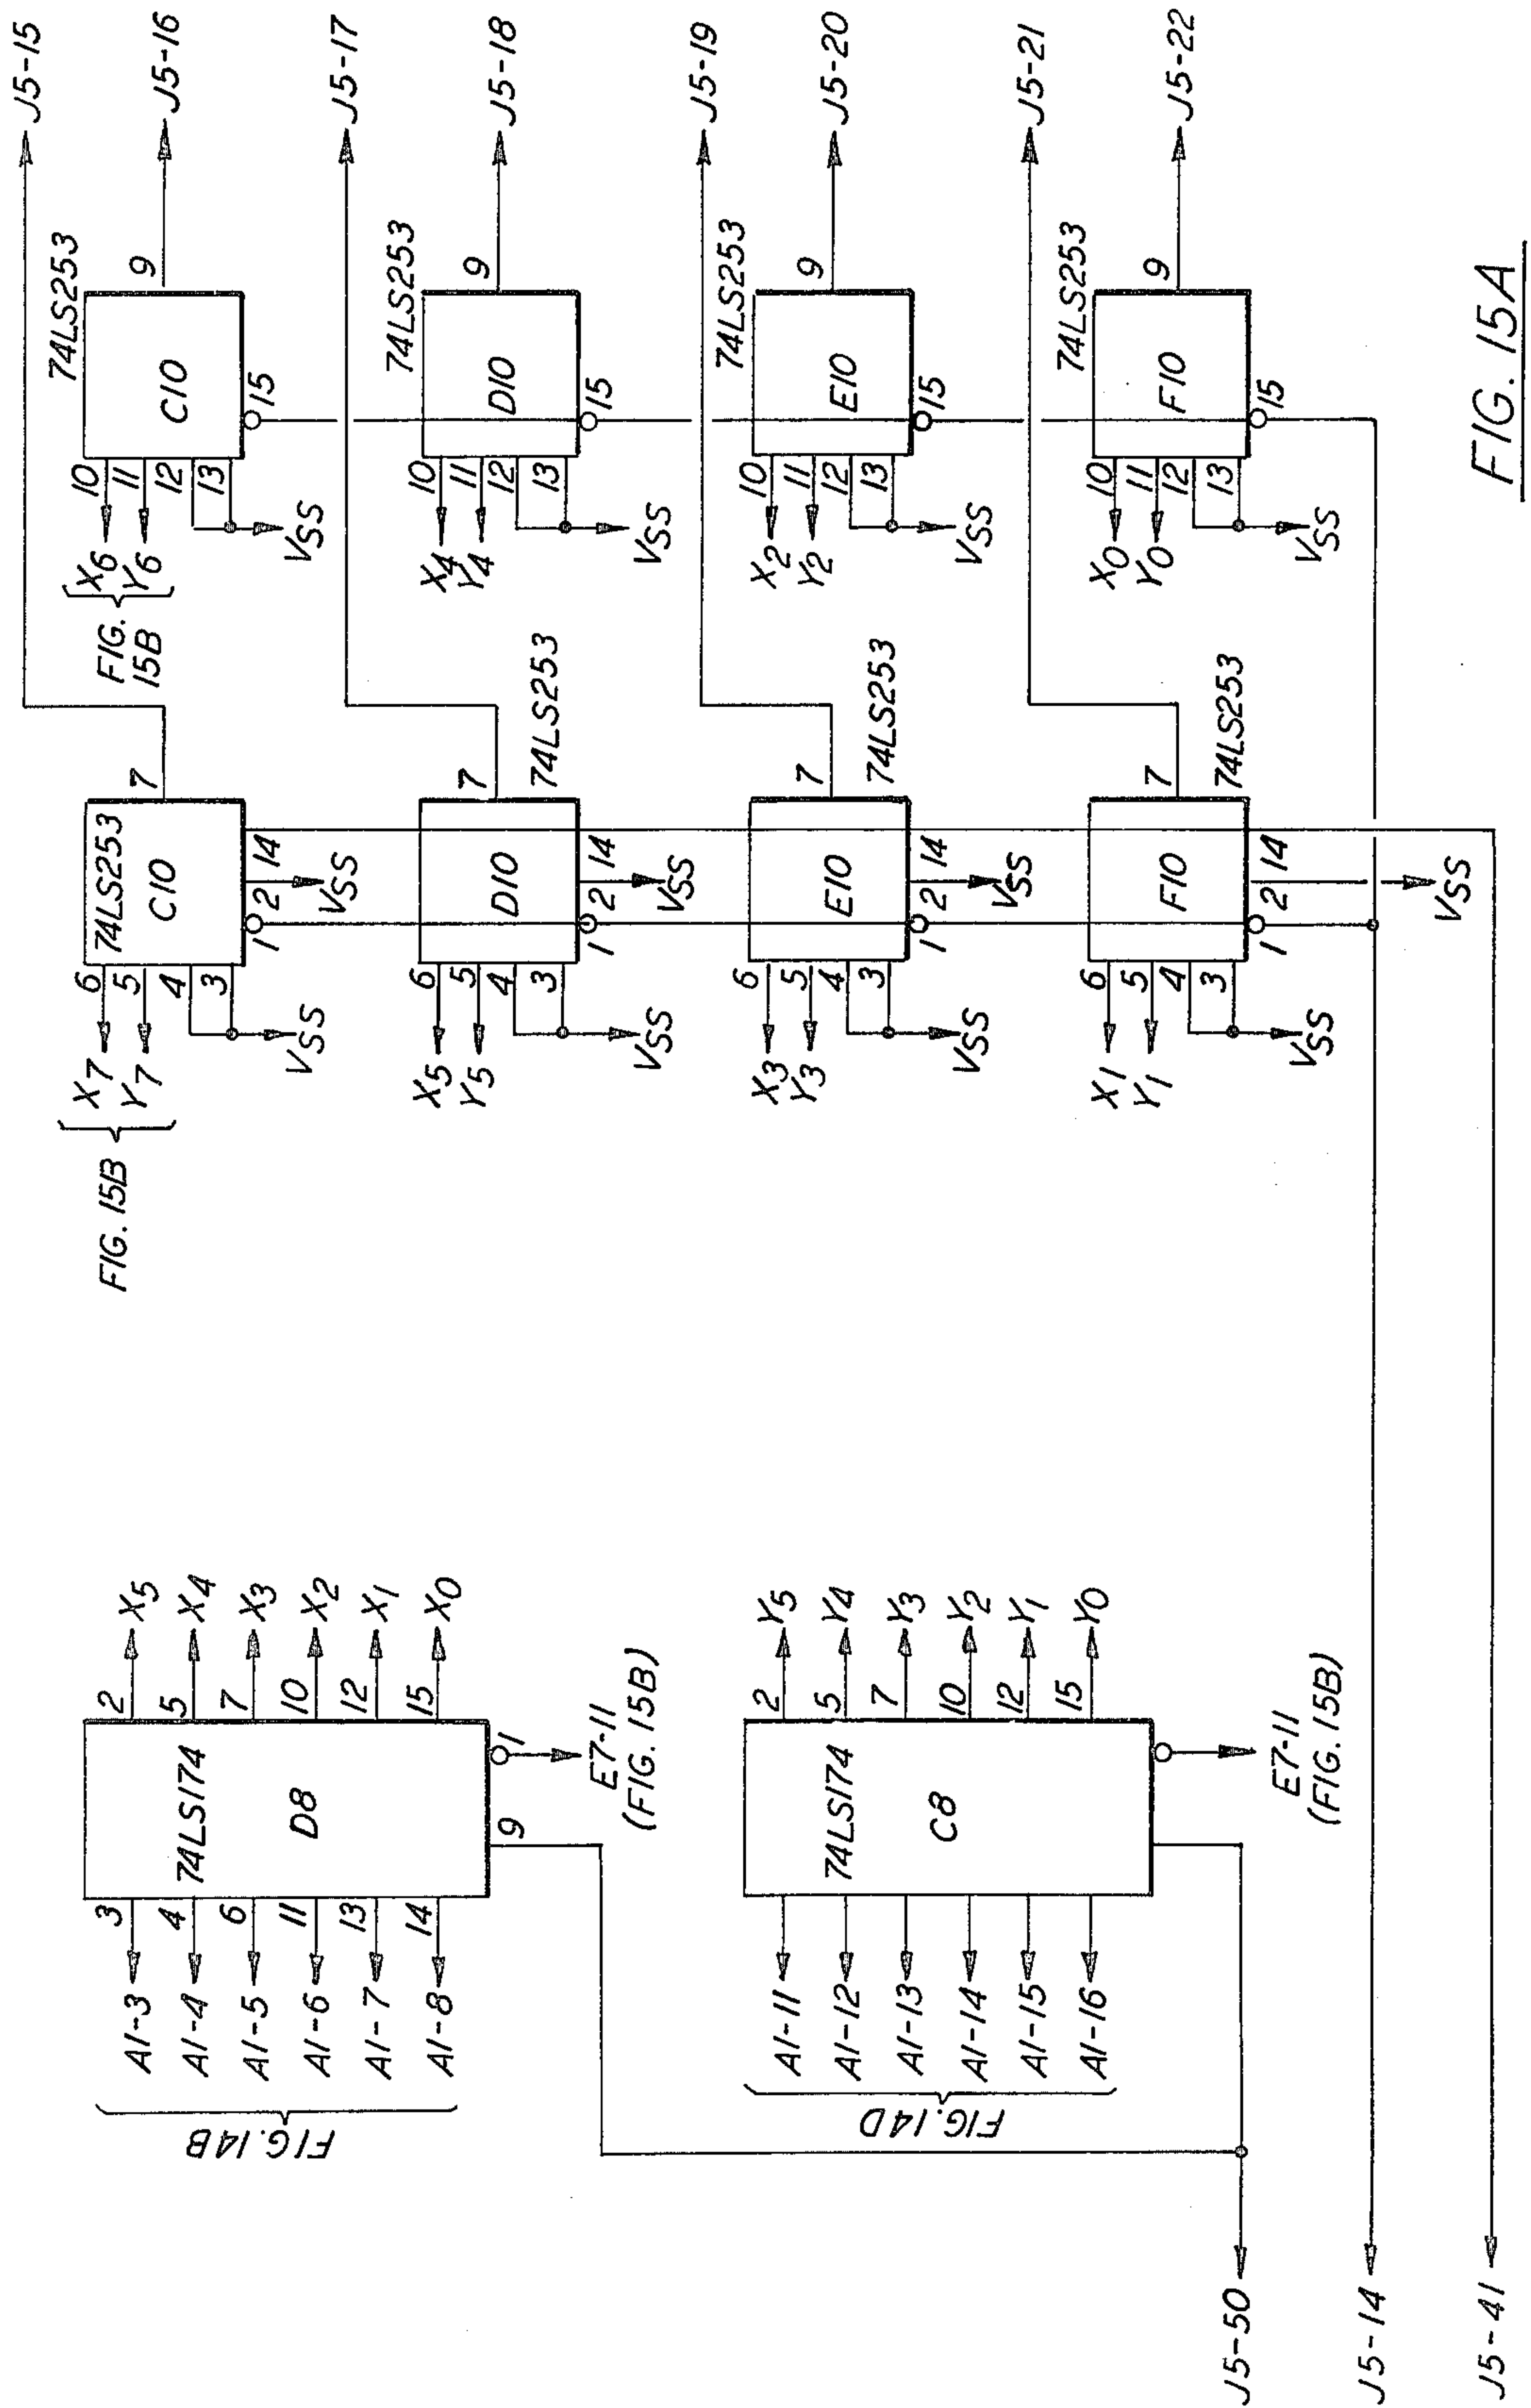 J5-15
J5-16
J5-17
J5-18
J5-19
J5-20
J5-21
J5-22
74LS253
C10
9
15
10
11
12
13
X6
Y6
FIG.
15B
VSS
74LS253
D10
9
15
10
11
12
13
X4
Y4
VSS
74LS253
E10
9
15
10
11
12
13
X2
Y2
VSS
74LS253
F10
9
15
10
11
12
13
X0
Y0
VSS
74LS253
C10
7
6
5
4
3
1
2
14
VSS
X7
Y7
FIG. 15B
VSS
74LS253
D10
7
6
5
4
3
1
2
14
VSS
X5
Y5
VSS
74LS253
E10
7
6
5
4
3
1
2
14
VSS
X3
Y3
VSS
74LS253
F10
7
6
5
4
3
1
2
14
VSS
X1
Y1
VSS
74LS174
D8
2
5
7
10
12
15
X5
X4
X3
X2
X1
X0
3
4
6
11
13
14
A1-3
A1-4
A1-5
A1-6
A1-7
A1-8
FIG. 14B
9
1
E7-11
(FIG. 15B)
74LS174
C8
2
5
7
10
12
15
Y5
Y4
Y3
Y2
Y1
Y0
A1-11
A1-12
A1-13
A1-14
A1-15
A1-16
FIG. 14D
E7-11
(FIG. 15B)
J5-50
J5-14
J5-41
FIG. 15A